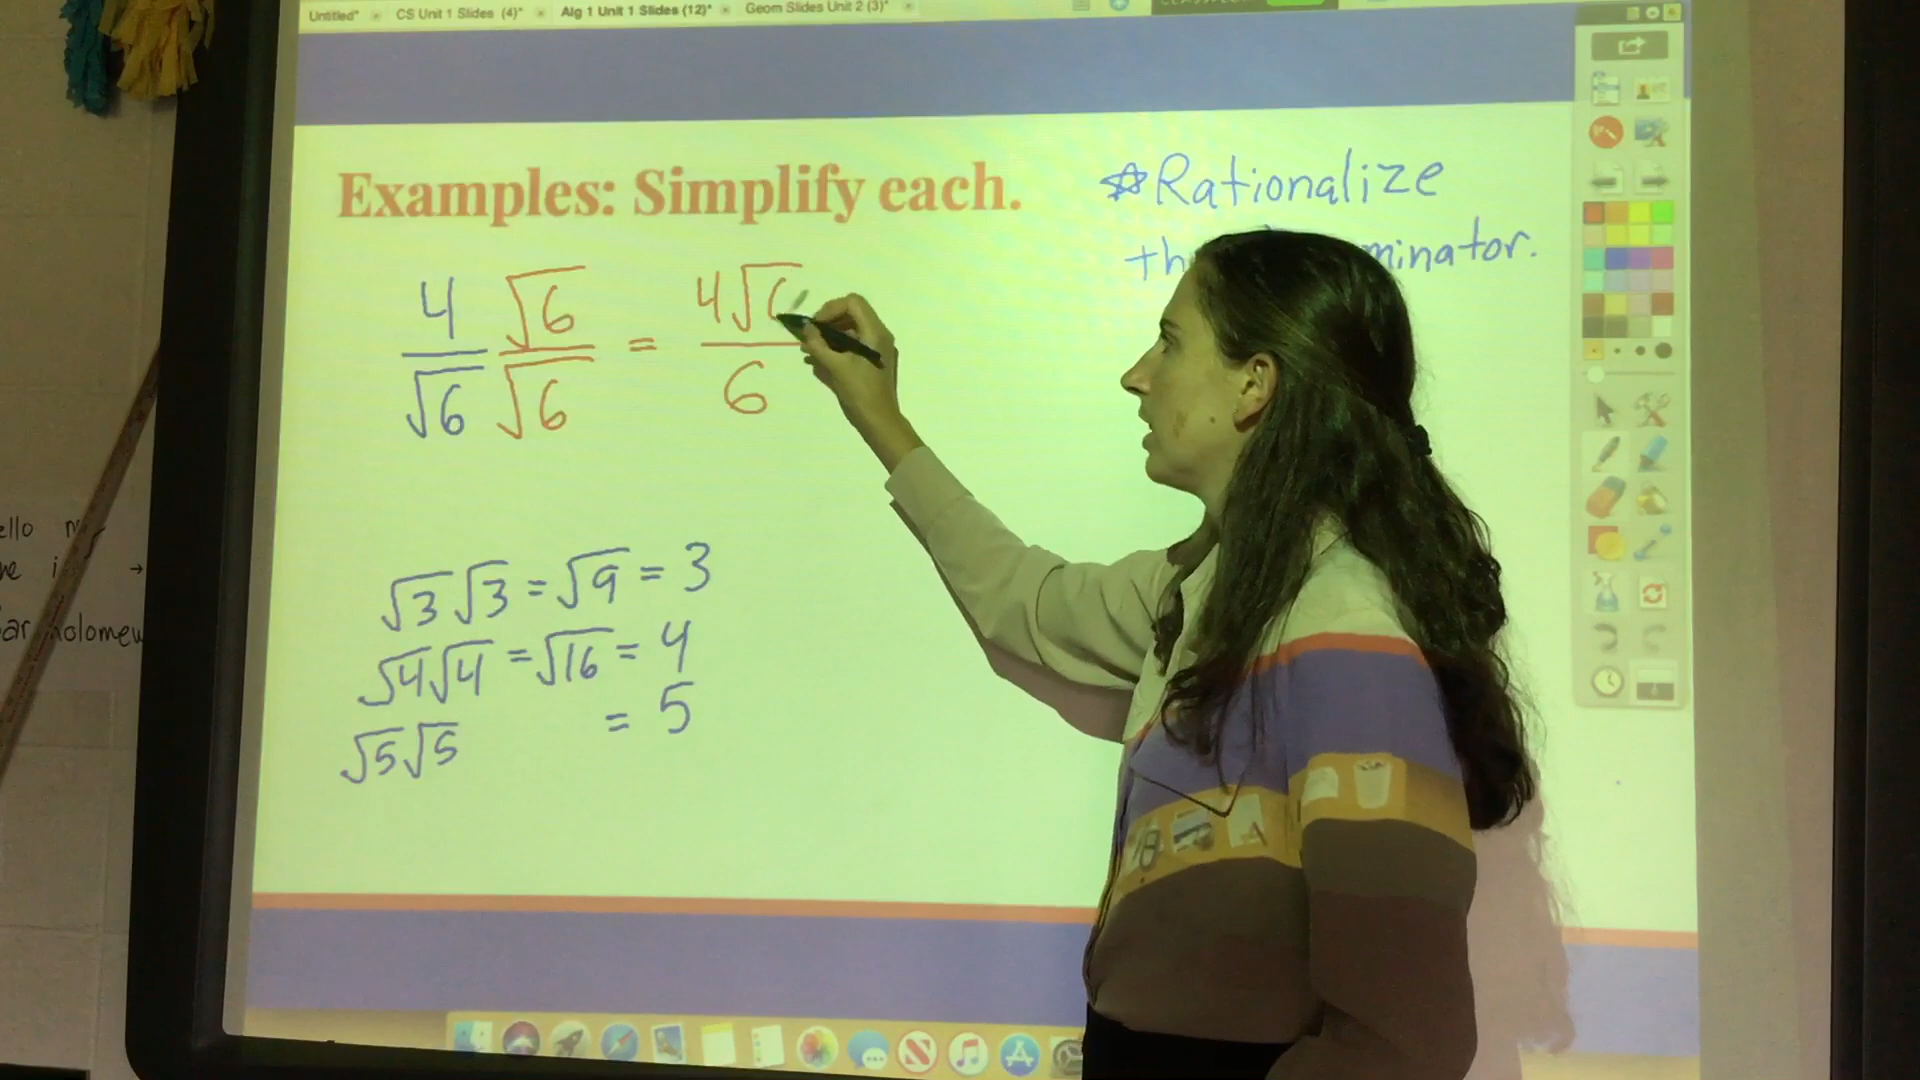 Untitled* CS Unit 1 Slides (4)* Alg 1 Unit 1 Slides (12)* Geom Slides Unit 2 (3)*
Examples: Simplify each.
☆Rationalize
minator.
4 √6 = 4√6
√6 √6 6
√3 √3 = √9 = 3
√4 √4 = √16 = 4
√5 √5 = 5